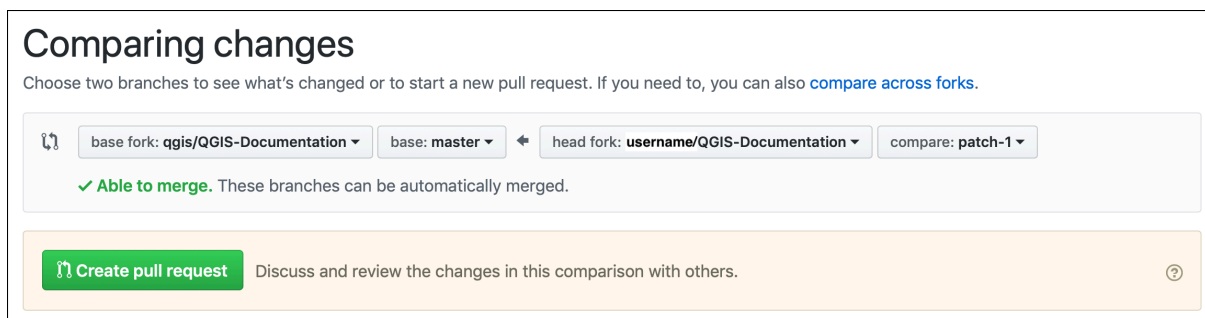 Comparing changes
Choose two branches to see what's changed or to start a new pull request. If you need to, you can also compare across forks.
base fork: qgis/QGIS-Documentation base: master head fork: username/QGIS-Documentation compare: patch-1
Able to merge. These branches can be automatically merged.
Create pull request Discuss and review the changes in this comparison with others. ?